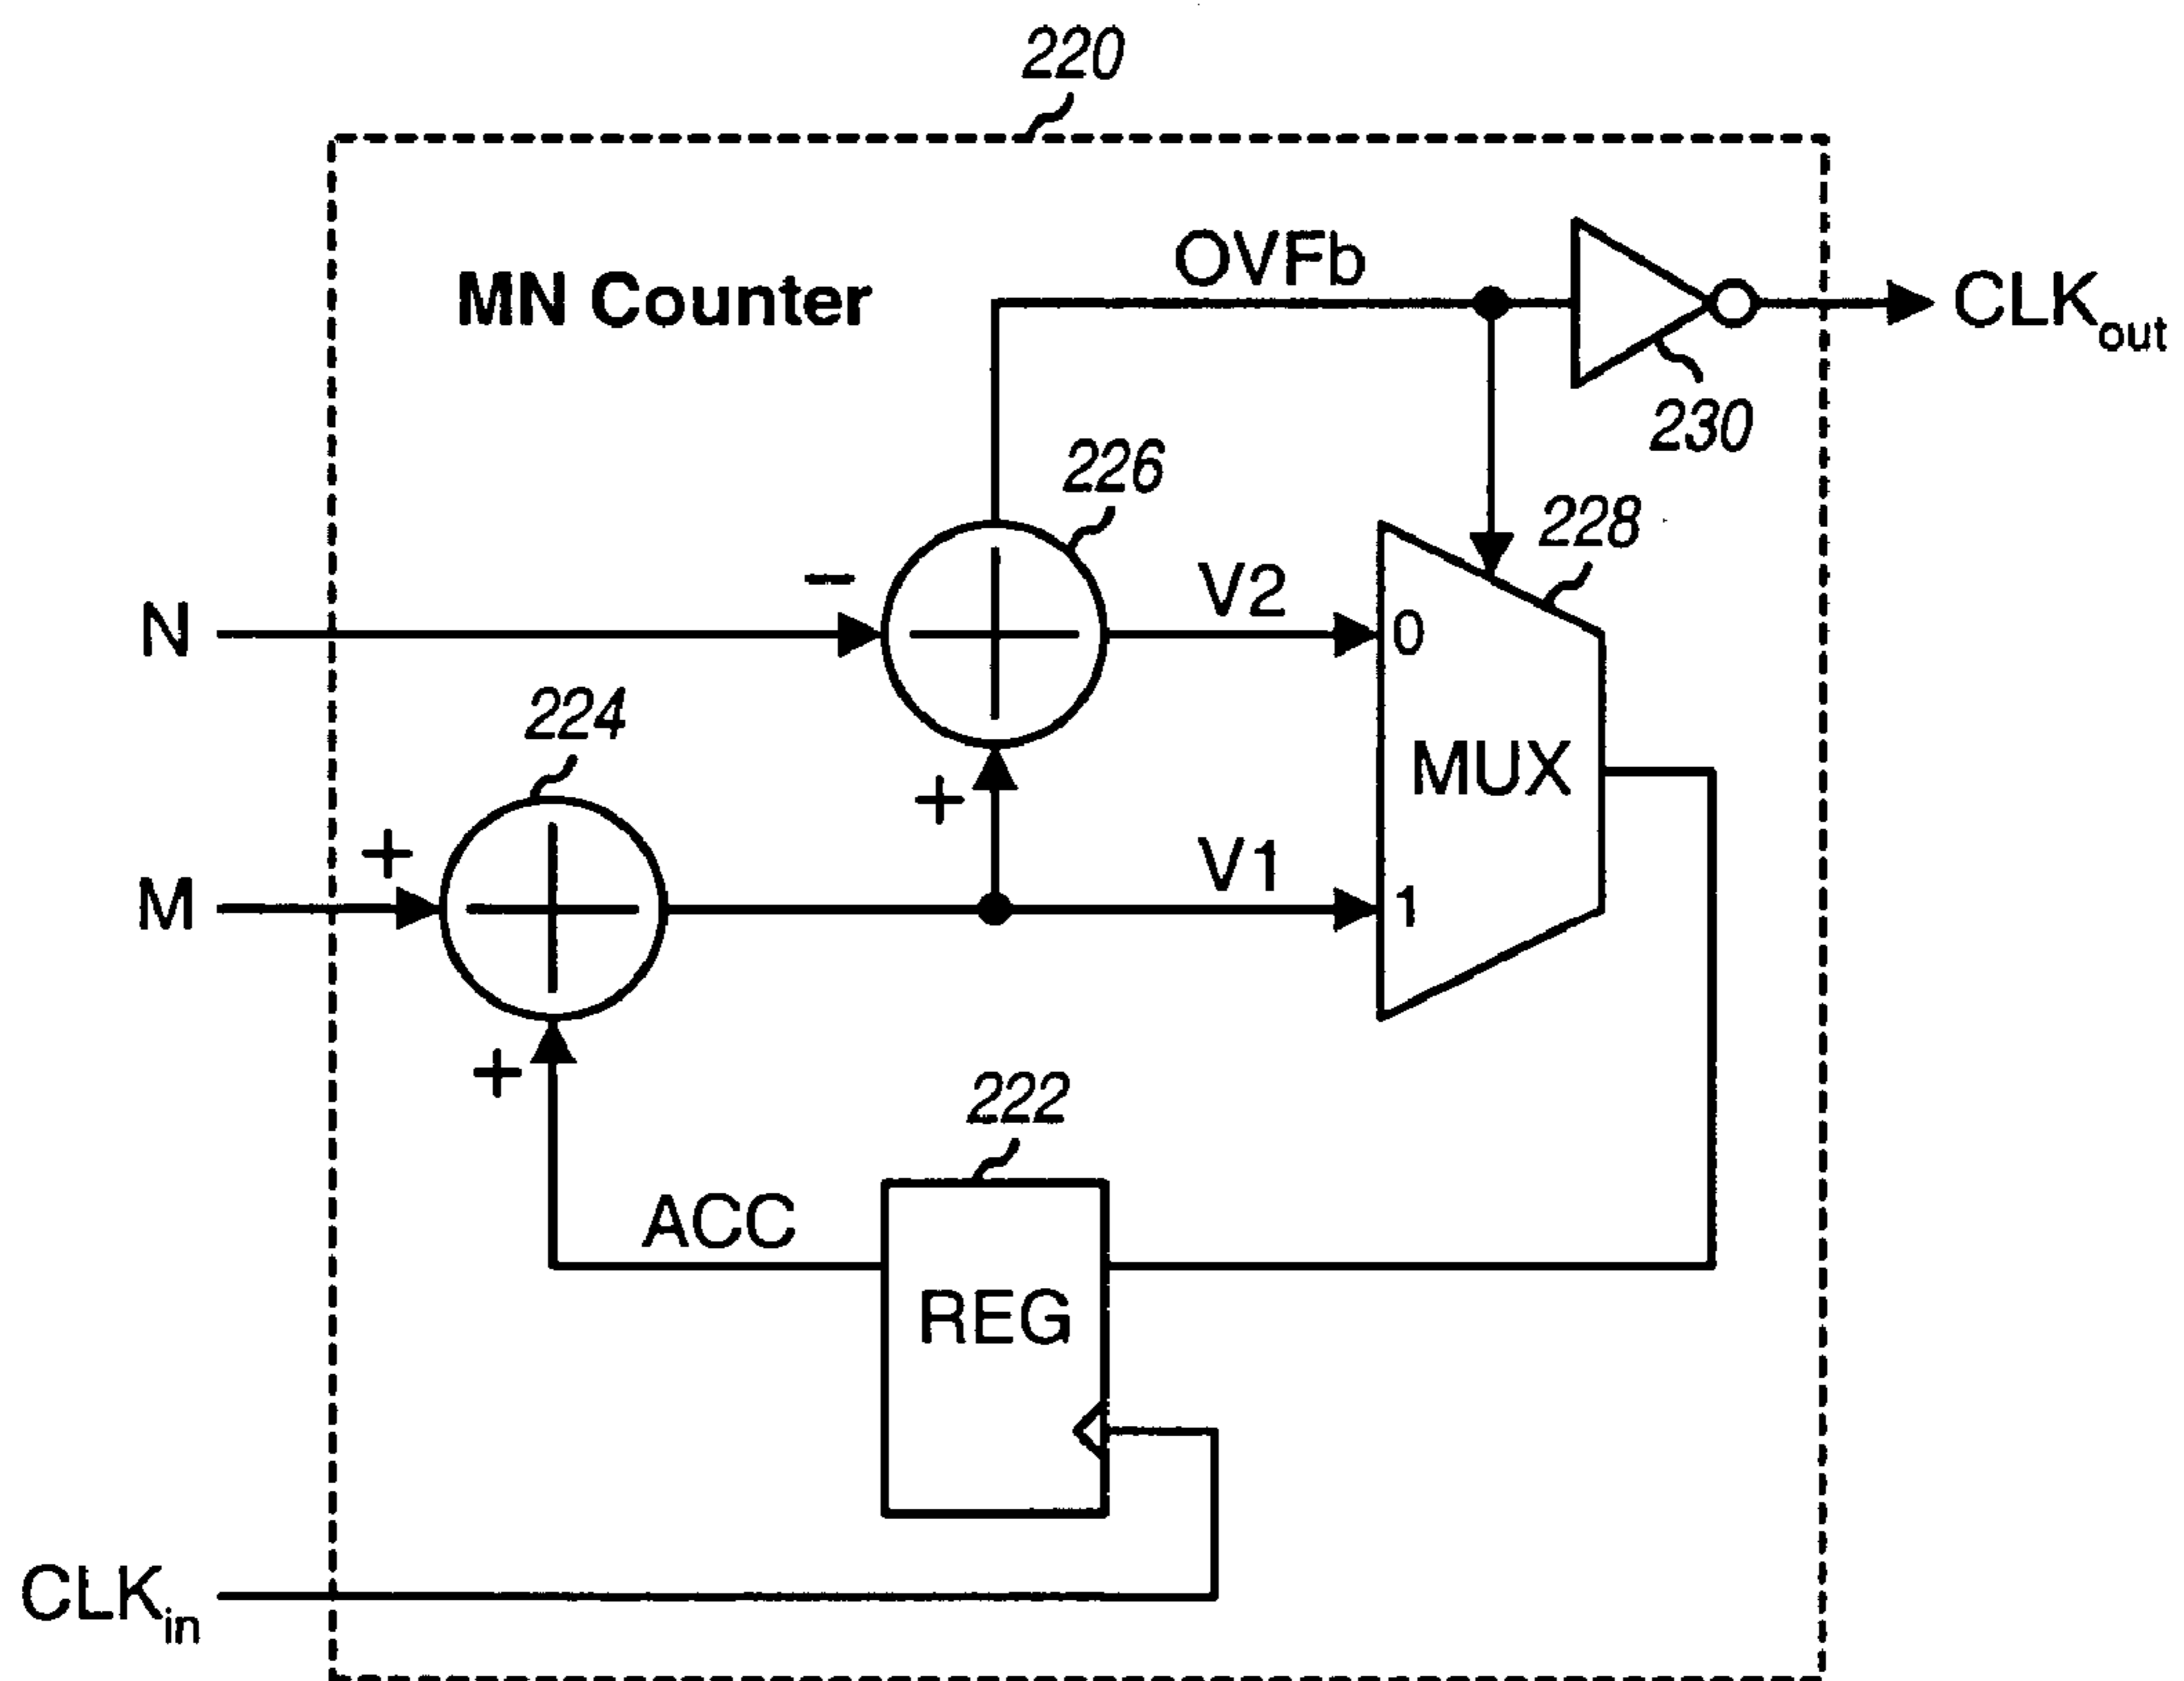 220
MN Counter
OVFb
CLKout
230
226
228
−
N
V2
0
224
MUX
+
+
M
V1
1
+
222
ACC
REG
CLKin